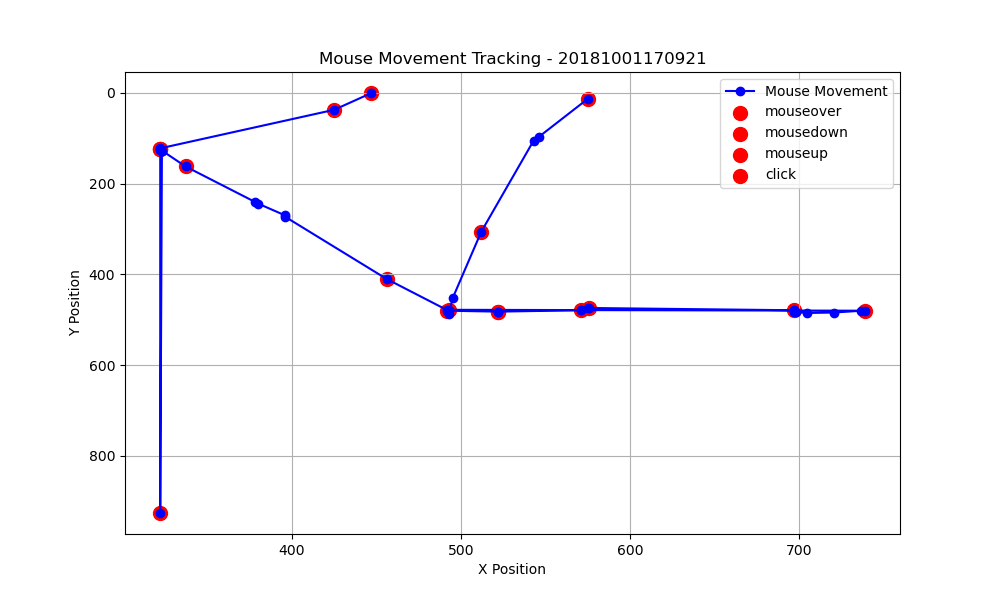 Mouse Movement Tracking - 20181001170921
Mouse Movement
mouseover
mousedown
mouseup
click
0
200
400
600
800
Y Position
400
500
600
700
X Position